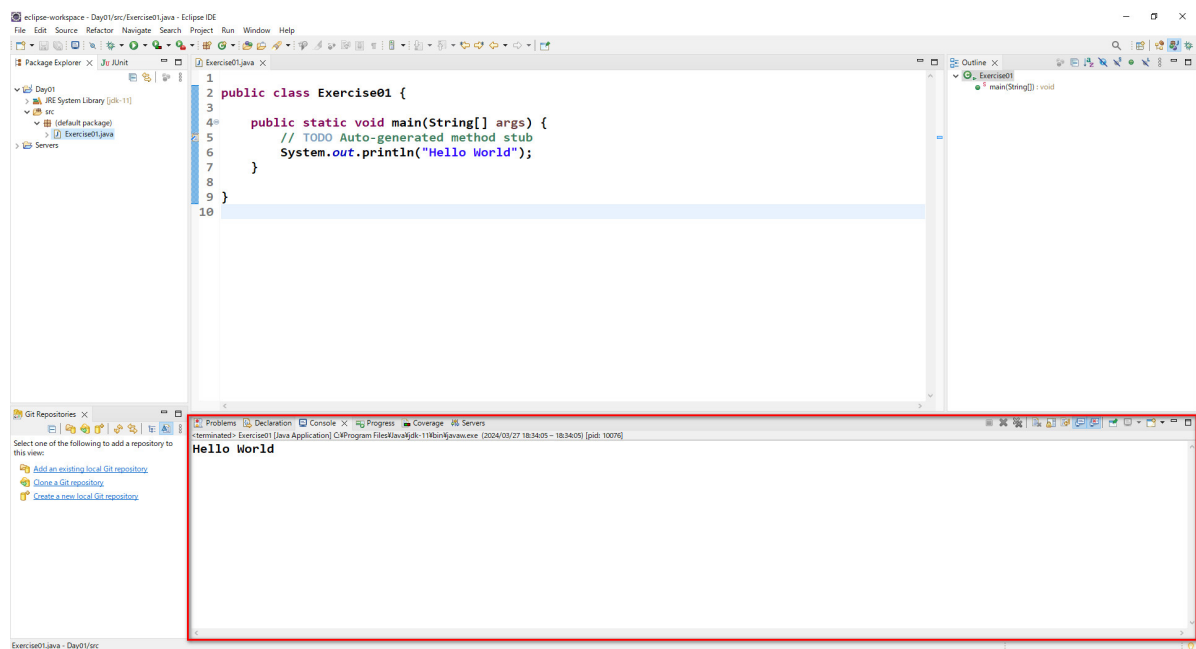 eclipse-workspace - Day01/src/Exercise01.java - Eclipse IDE
File Edit Source Refactor Navigate Search Project Run Window Help
Package Explorer JUnit
Day01
JRE System Library [jdk-11]
src
(default package)
Exercise01.java
Servers
Exercise01.java
1
2 public class Exercise01 {
3
4 public static void main(String[] args) {
5 // TODO Auto-generated method stub
6 System.out.println("Hello World");
7 }
8
9 }
10
Outline
Exercise01
main(String[]) : void
Git Repositories
Select one of the following to add a repository to
this view:
Add an existing local Git repository
Clone a Git repository
Create a new local Git repository
Problems Declaration Console Progress Coverage Servers
<terminated> Exercise01 [Java Application] C:¥Program Files¥Java¥jdk-11¥bin¥javaw.exe (2024/03/27 18:34:05 – 18:34:05) [pid: 10076]
Hello World
Exercise01.java - Day01/src